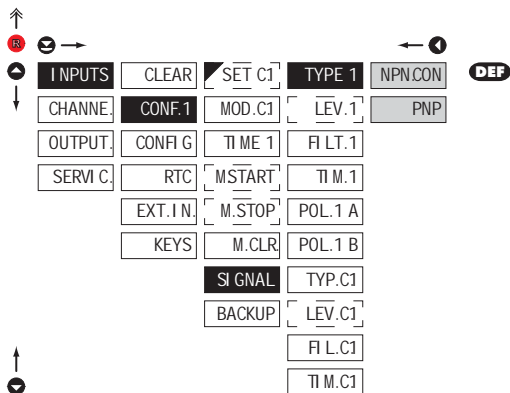 R
INPUTS CLEAR SET C1 TYPE 1 NPN.CON DEF
CHANNE. CONF.1 MOD.C1 LEV.1 PNP
OUTPUT. CONFIG TIME 1 FILT.1
SERVIC. RTC MSTART TIM.1
EXT.IN. M.STOP POL.1 A
KEYS M.CLR. POL.1 B
SIGNAL TYP.C1
BACKUP LEV.C1
FIL.C1
TIM.C1